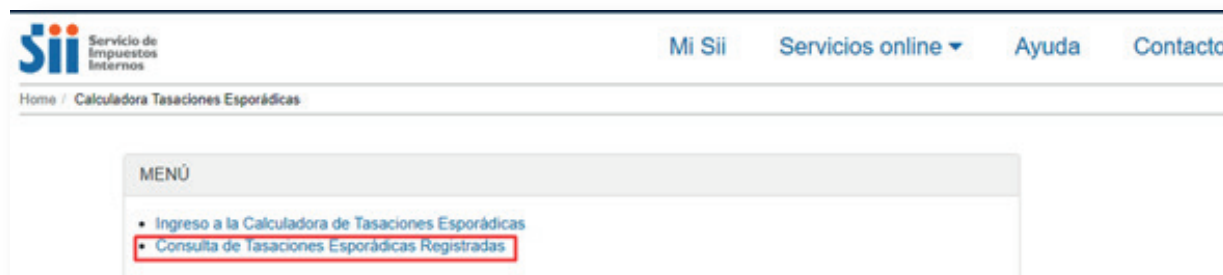 Sii Servicio de
Impuestos
Internos
Mi Sii Servicios online Ayuda Contacto
Home / Calculadora Tasaciones Esporádicas
MENÚ
• Ingreso a la Calculadora de Tasaciones Esporádicas
• Consulta de Tasaciones Esporádicas Registradas